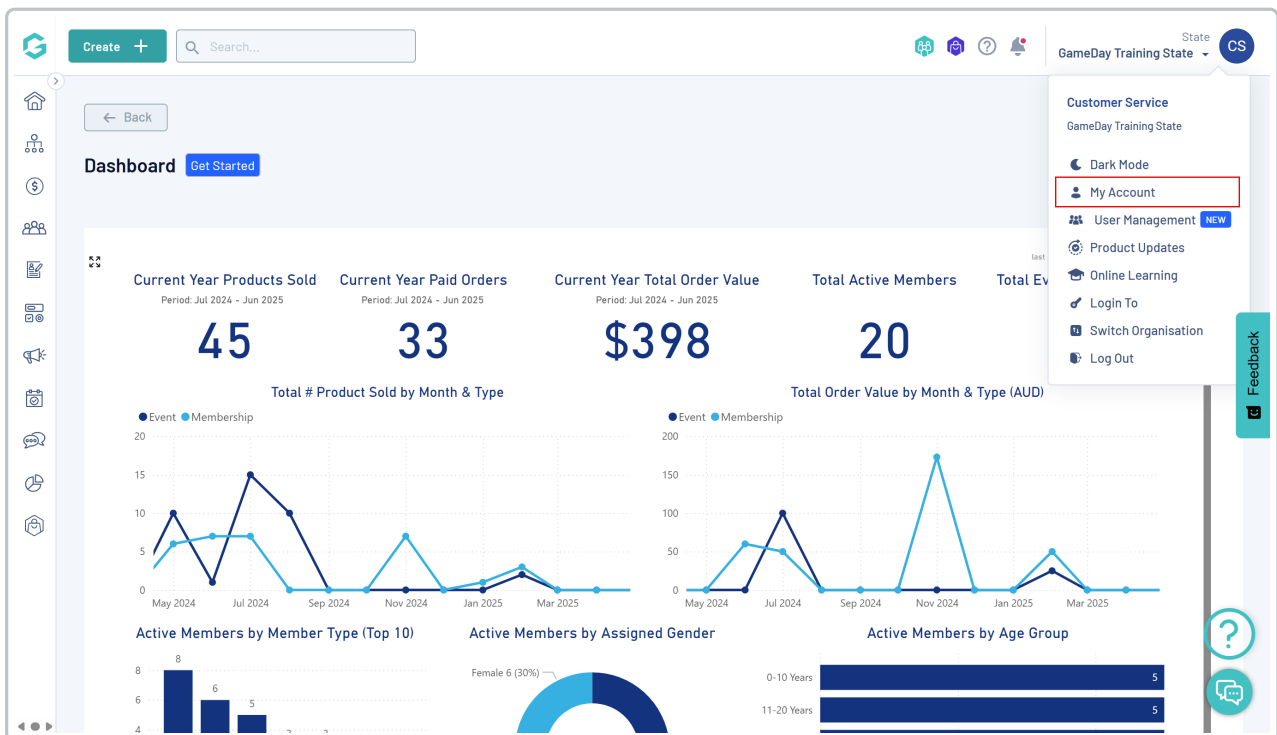 Create +
Search...
State
GameDay Training State
CS
Customer Service
GameDay Training State
Dark Mode
My Account
User Management NEW
Product Updates
Online Learning
Login To
Switch Organisation
Log Out
Feedback
← Back
Dashboard
Get Started
last
Current Year Products Sold
Period: Jul 2024 - Jun 2025
45
Current Year Paid Orders
Period: Jul 2024 - Jun 2025
33
Current Year Total Order Value
Period: Jul 2024 - Jun 2025
$398
Total Active Members
20
Total Ev
Total # Product Sold by Month & Type
Event Membership
20
15
10
5
0
May 2024 Jul 2024 Sep 2024 Nov 2024 Jan 2025 Mar 2025
Total Order Value by Month & Type (AUD)
Event Membership
200
150
100
50
0
May 2024 Jul 2024 Sep 2024 Nov 2024 Jan 2025 Mar 2025
Active Members by Member Type (Top 10)
8
8
6
6
5
4
Active Members by Assigned Gender
Female 6 (30%)
Active Members by Age Group
0-10 Years 5
11-20 Years 5